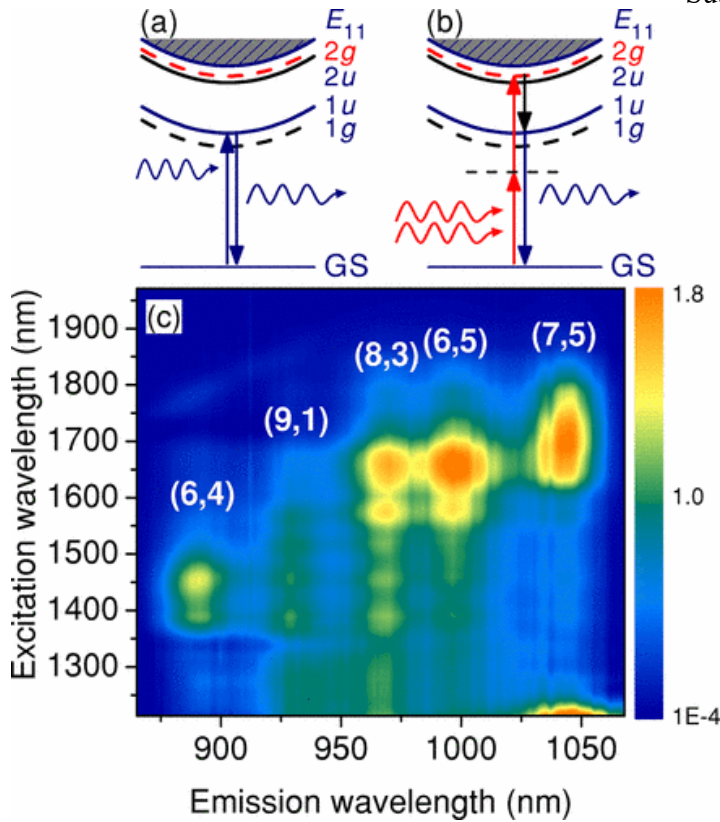 (a)
E11
2g
2u
1u
1g
GS
(b)
E11
2g
2u
1u
1g
GS
(c)
(6,4)
(9,1)
(8,3)
(6,5)
(7,5)
Excitation wavelength (nm)
1900
1800
1700
1600
1500
1400
1300
900
950
1000
1050
Emission wavelength (nm)
1.8
1.0
1E-4